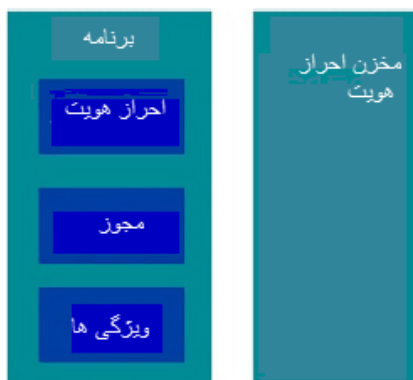 برنامه
احراز هویت
مجوز
ویژگی ها
مخزن احراز
هویت